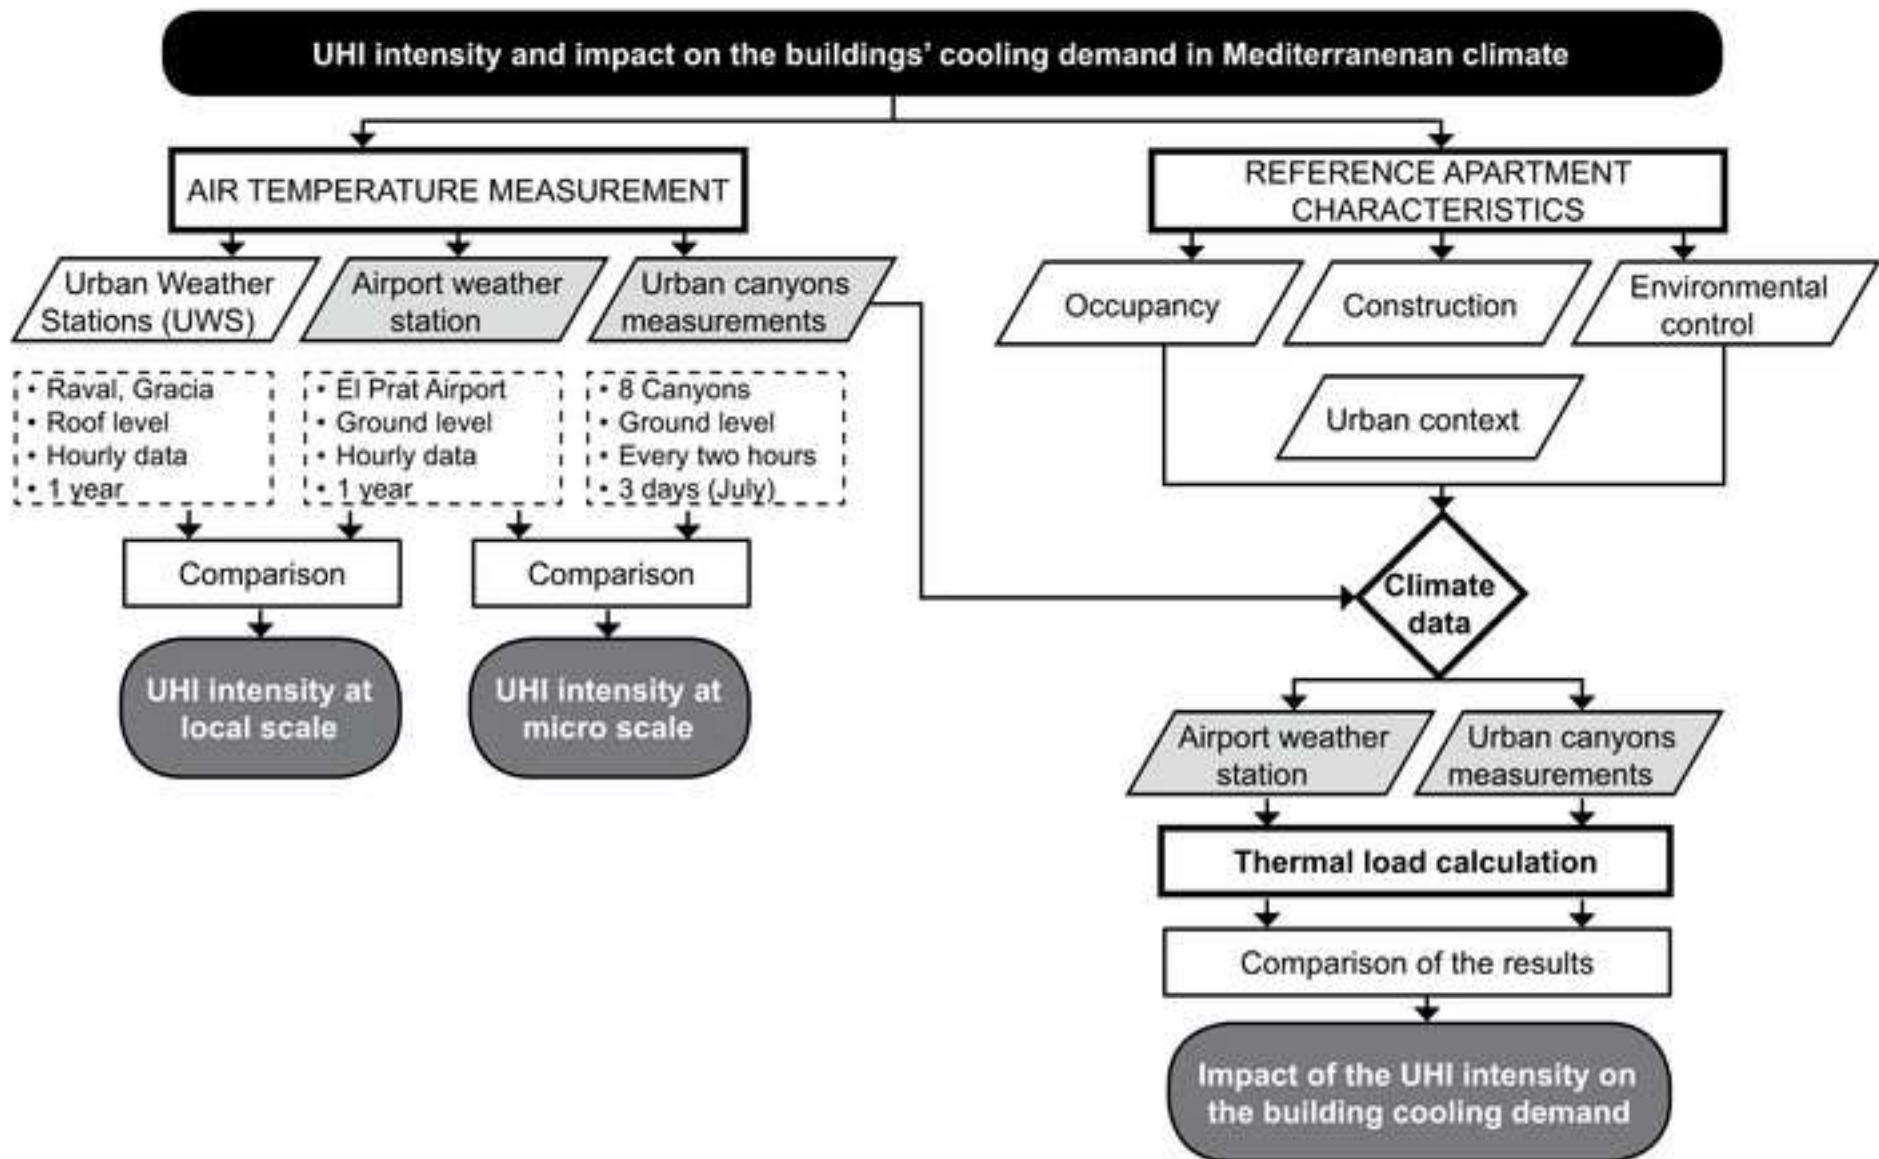 UHI intensity and impact on the buildings' cooling demand in Mediterranenan climate
AIR TEMPERATURE MEASUREMENT
Urban Weather
Stations (UWS)
Airport weather
station
Urban canyons
measurements
• Raval, Gracia
• Roof level
• Hourly data
• 1 year
• El Prat Airport
• Ground level
• Hourly data
• 1 year
• 8 Canyons
• Ground level
• Every two hours
• 3 days (July)
Comparison
Comparison
UHI intensity at
local scale
UHI intensity at
micro scale
REFERENCE APARTMENT
CHARACTERISTICS
Occupancy
Construction
Environmental
control
Urban context
Climate
data
Airport weather
station
Urban canyons
measurements
Thermal load calculation
Comparison of the results
Impact of the UHI intensity on
the building cooling demand